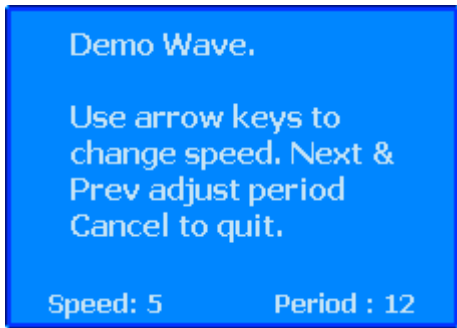 Demo Wave.
Use arrow keys to
change speed. Next &
Prev adjust period
Cancel to quit.
Speed: 5 Period : 12